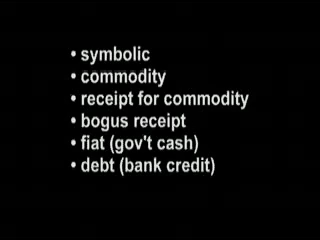 • symbolic
• commodity
• receipt for commodity
• bogus receipt
• fiat (gov't cash)
• debt (bank credit)